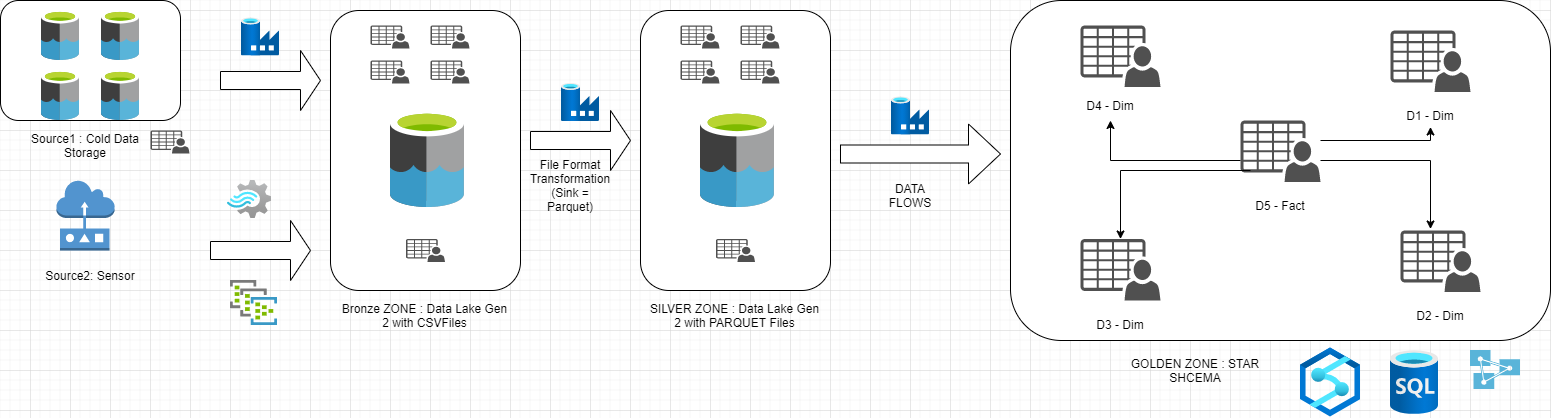 Source1 : Cold Data
Storage
Source2: Sensor
Bronze ZONE : Data Lake Gen
2 with CSVFiles
File Format
Transformation
(Sink =
Parquet)
SILVER ZONE : Data Lake Gen
2 with PARQUET Files
DATA
FLOWS
D4 - Dim
D1 - Dim
D5 - Fact
D3 - Dim
D2 - Dim
GOLDEN ZONE : STAR
SHCEMA
SQL